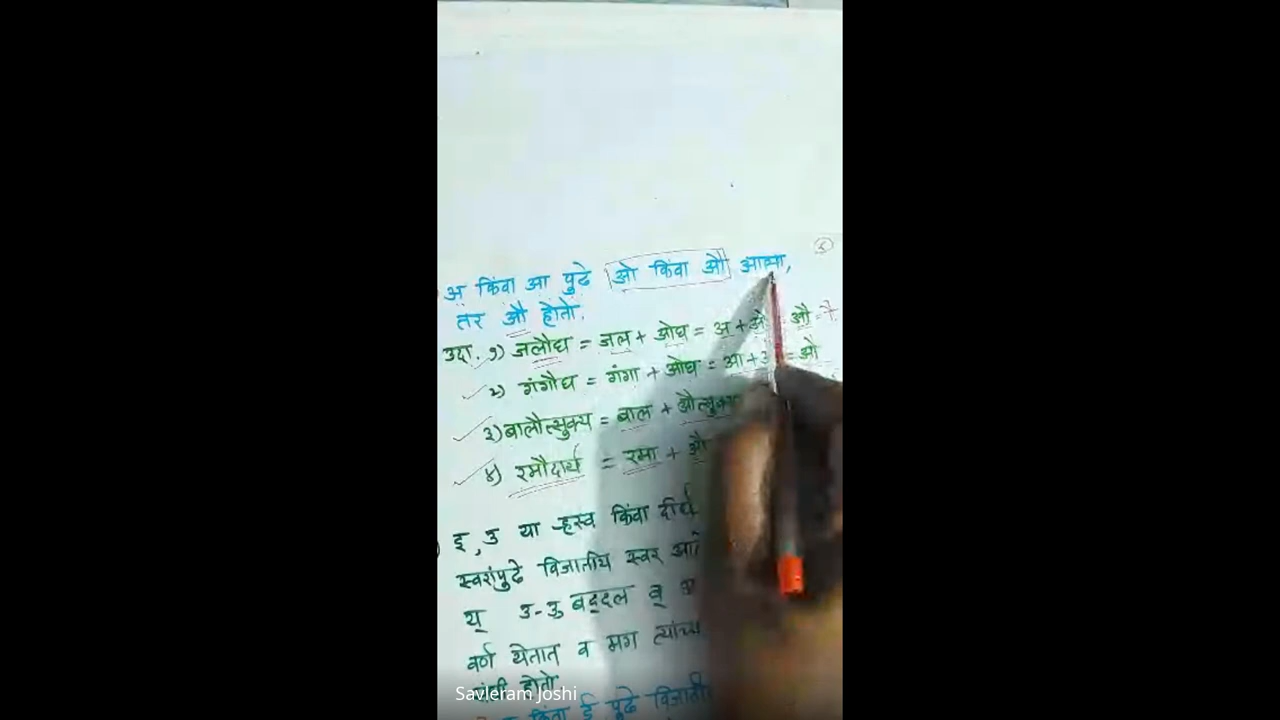 अ किंवा आ पुढे ओ किंवा औ आल्या,
तर औ होतो.
उदा. १) जलौघ = जल + ओघ = अ + ओ = औ
२) गंगौघ = गंगा + ओघ = आ + = औ
३) बालौत्सुक्य = बाल + औत्सुक्य
४) रमौदार्य = रमा + औ
इ, उ या ऱ्हस्व किंवा दीर्घ
स्वरांपुढे विजातीय स्वर
य् उ-ऊ बद्दल व्
वर्ण येतात व मग त्यांच्या
होतो
किंवा ई पुढे विजातीय
Savleram Joshi